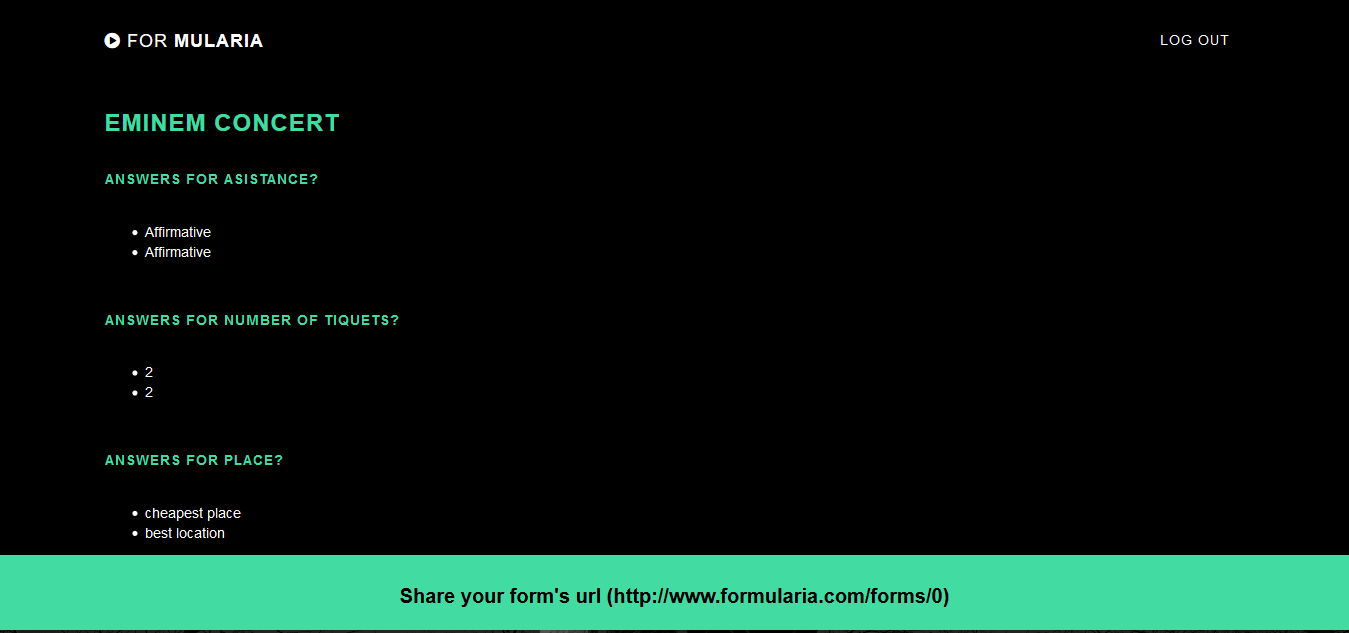 FOR MULARIA
LOG OUT
EMINEM CONCERT
ANSWERS FOR ASISTANCE?
Affirmative
Affirmative
ANSWERS FOR NUMBER OF TIQUETS?
2
2
ANSWERS FOR PLACE?
cheapest place
best location
Share your form's url (http://www.formularia.com/forms/0)